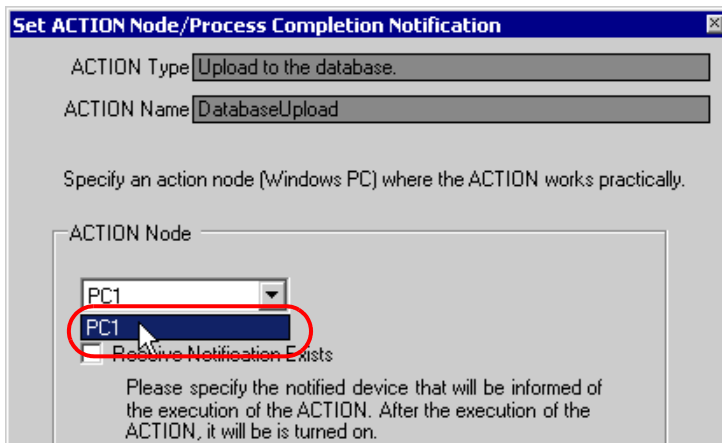 Set ACTION Node/Process Completion Notification
ACTION Type Upload to the database.
ACTION Name DatabaseUpload
Specify an action node (Windows PC) where the ACTION works practically.
ACTION Node
PC1
PC1
Receive Notification Exists
Please specify the notified device that will be informed of
the execution of the ACTION. After the execution of the
ACTION, it will be is turned on.